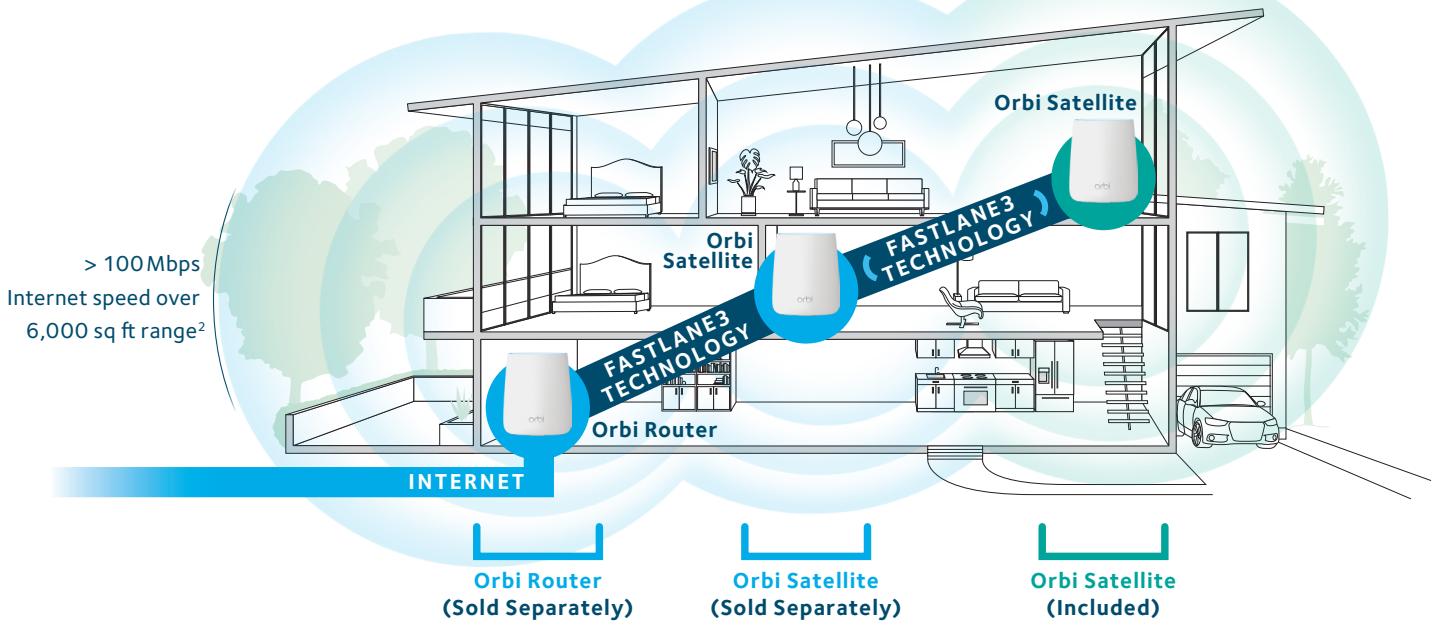 Orbi Satellite
FASTLANE3
TECHNOLOGY
orbi
Orbi
Satellite
orbi
> 100 Mbps
Internet speed over
6,000 sq ft range²
FASTLANE3
TECHNOLOGY
orbi
Orbi Router
INTERNET
Orbi Router
(Sold Separately)
Orbi Satellite
(Sold Separately)
Orbi Satellite
(Included)